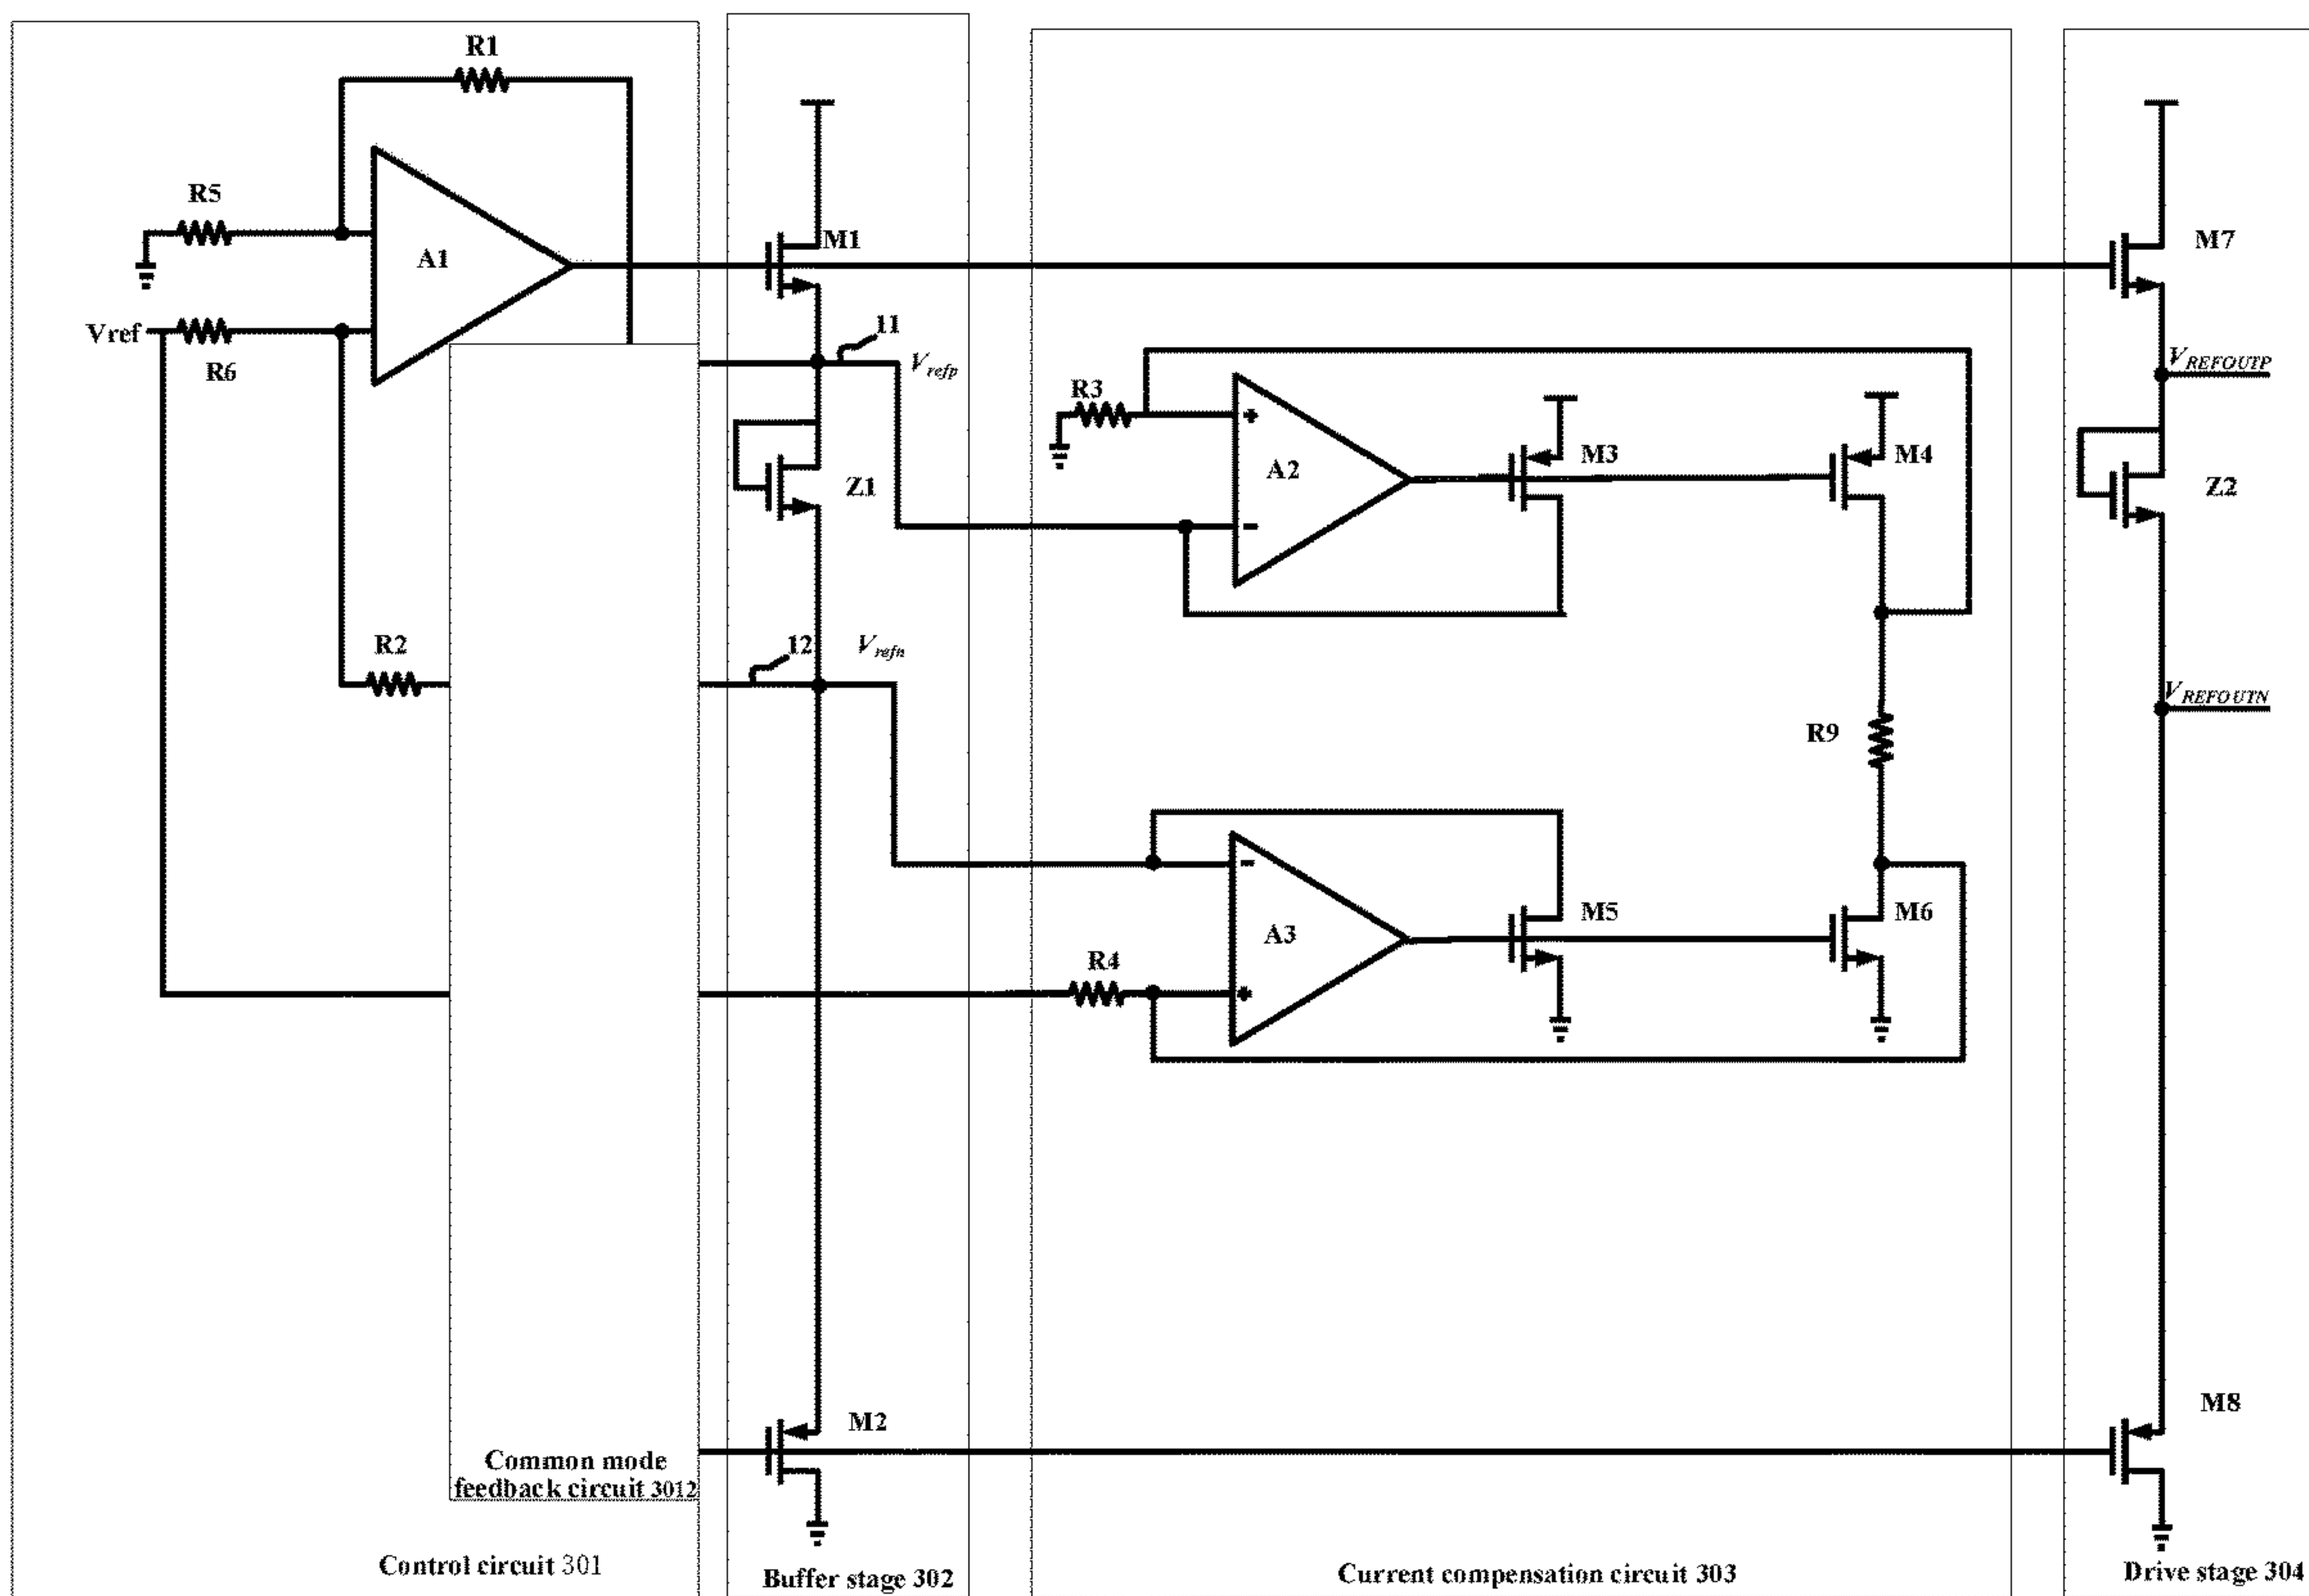 R1
R5
A1
Vref
R6
R2
Common mode
feedback circuit 3012
Control circuit 301
M1
11
Vrefp
Z1
12
Vrefn
M2
Buffer stage 302
R3
+
A2
-
M3
M4
R9
-
A3
R4
+
M5
M6
Current compensation circuit 303
M7
VREFOUTP
Z2
VREFOUTN
M8
Drive stage 304